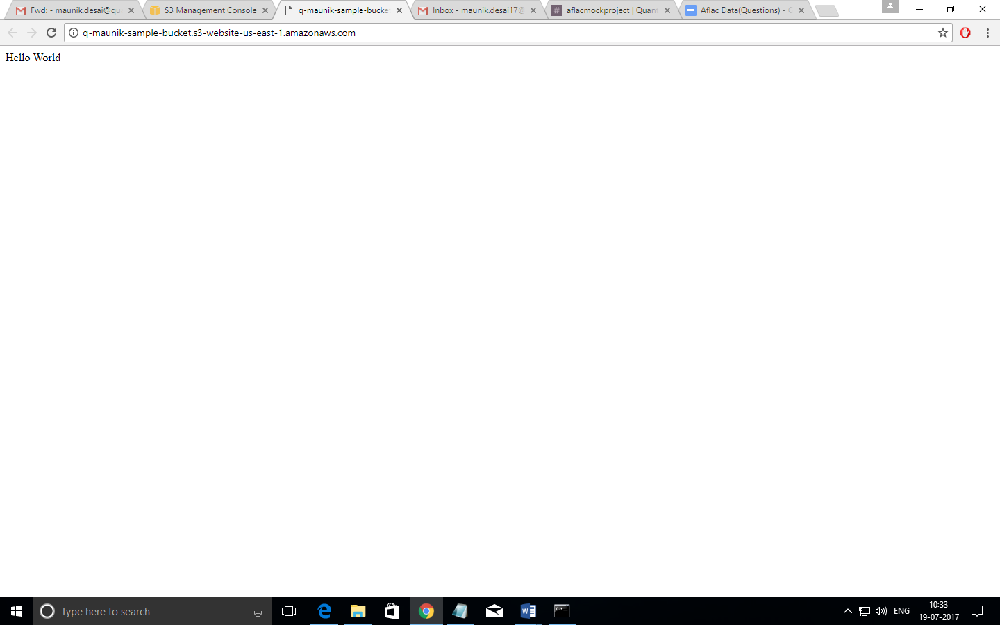 Fwd: - maunik.desai@qu
S3 Management Console
q-maunik-sample-bucket
Inbox - maunik.desai17@
# aflacmockproject | Quant
Aflac Data(Questions) - G
q-maunik-sample-bucket.s3-website-us-east-1.amazonaws.com
Hello World
Type here to search
ENG
10:33
19-07-2017